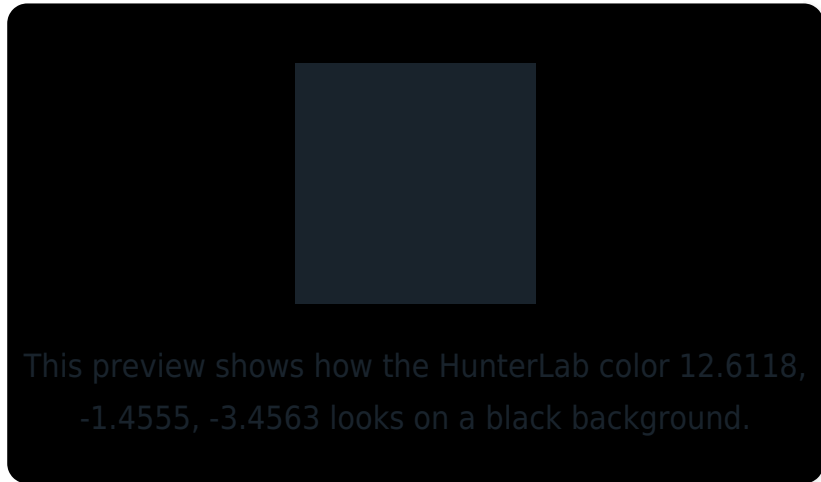 This preview shows how the HunterLab color 12.6118,
-1.4555, -3.4563 looks on a black background.